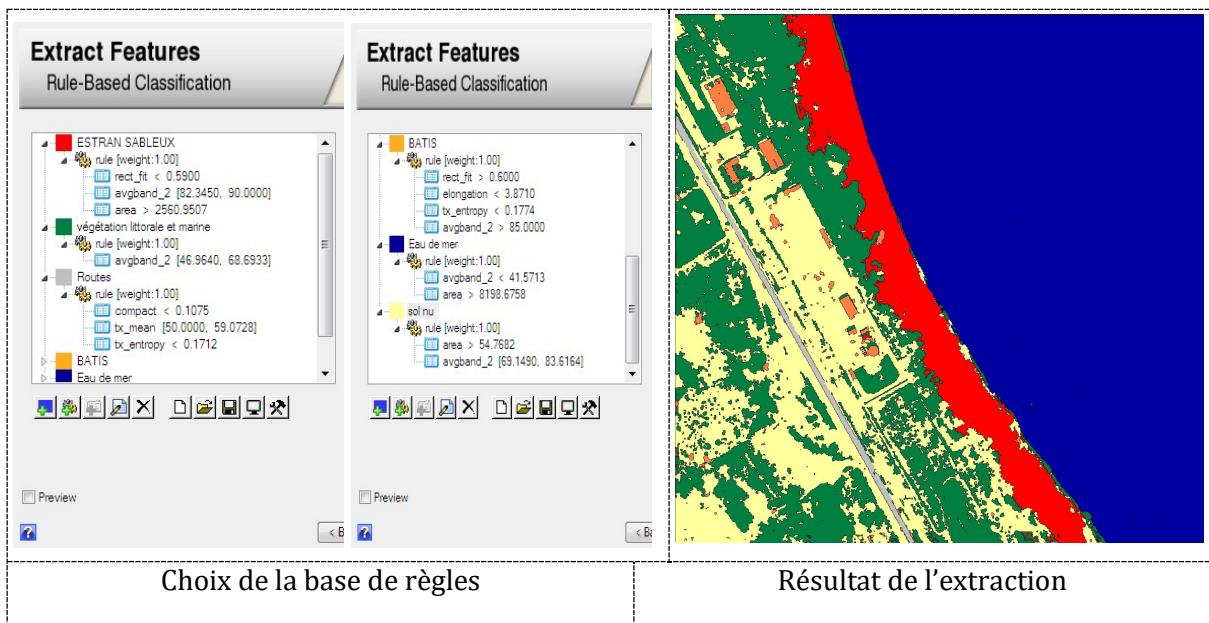 Extract Features
Rule-Based Classification
ESTRAN SABLEUX
rule [weight:1.00]
rect_fit < 0.5900
avgband_2 [82.3450, 90.0000]
area > 2560.9507
végétation littorale et marine
rule [weight:1.00]
avgband_2 [46.9640, 68.6933]
Routes
rule [weight:1.00]
compact < 0.1075
tx_mean [50.0000, 59.0728]
tx_entropy < 0.1712
BATIS
Eau de mer
Preview
< B
Extract Features
Rule-Based Classification
BATIS
rule [weight:1.00]
rect_fit > 0.6000
elongation < 3.8710
tx_entropy < 0.1774
avgband_2 > 85.0000
Eau de mer
rule [weight:1.00]
avgband_2 < 41.5713
area > 8198.6758
sol nu
rule [weight:1.00]
area > 54.7682
avgband_2 [69.1490, 83.6164]
Preview
< Ba
Choix de la base de règles
Résultat de l’extraction